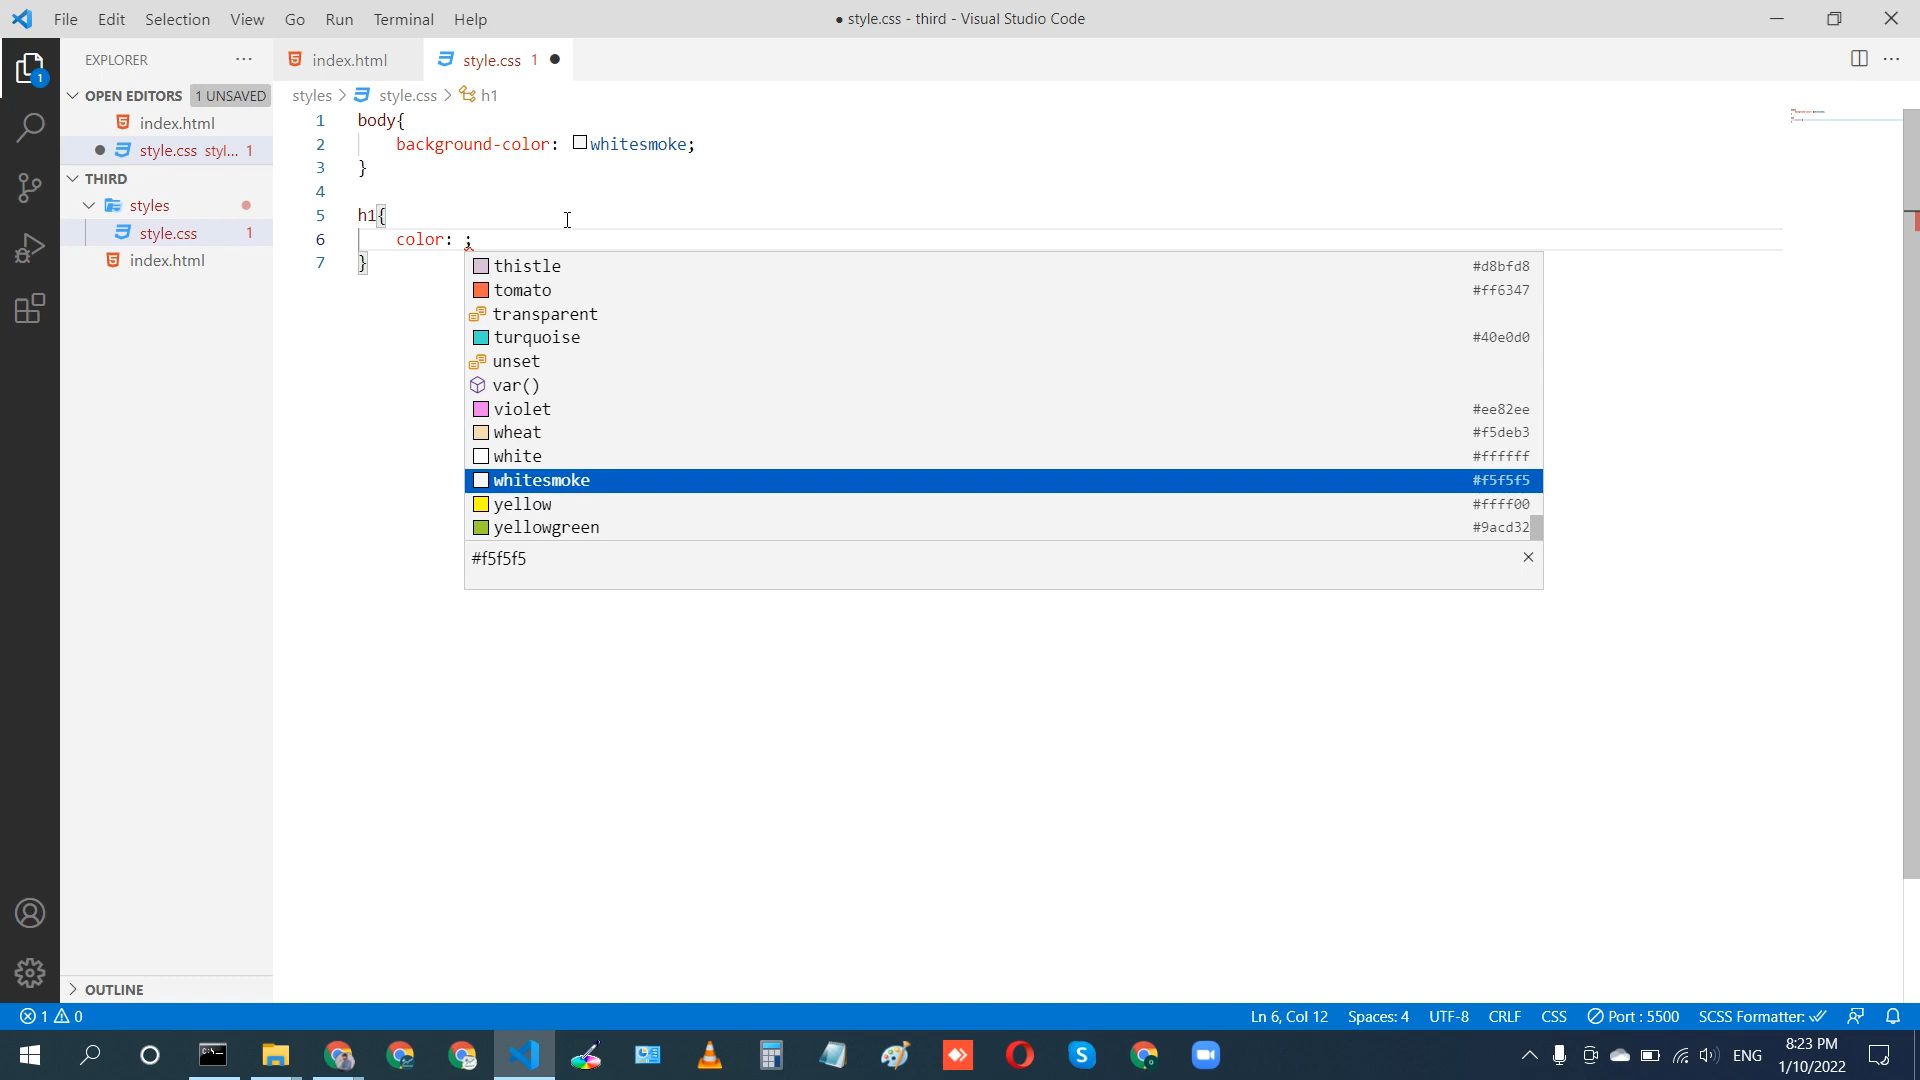 File Edit Selection View Go Run Terminal Help
● style.css - third - Visual Studio Code
EXPLORER
index.html
style.css 1
OPEN EDITORS 1 UNSAVED
styles > style.css > h1
index.html
style.css styl... 1
THIRD
styles
style.css 1
index.html
1 body{
2 background-color: whitesmoke;
3 }
4
5 h1{
6 color: ;
7 }
thistle #d8bfd8
tomato #ff6347
transparent
turquoise #40e0d0
unset
var()
violet #ee82ee
wheat #f5deb3
white #ffffff
whitesmoke #f5f5f5
yellow #ffff00
yellowgreen #9acd32
#f5f5f5
1
OUTLINE
1 0
Ln 6, Col 12 Spaces: 4 UTF-8 CRLF CSS Port : 5500 SCSS Formatter:
ENG
8:23 PM
1/10/2022